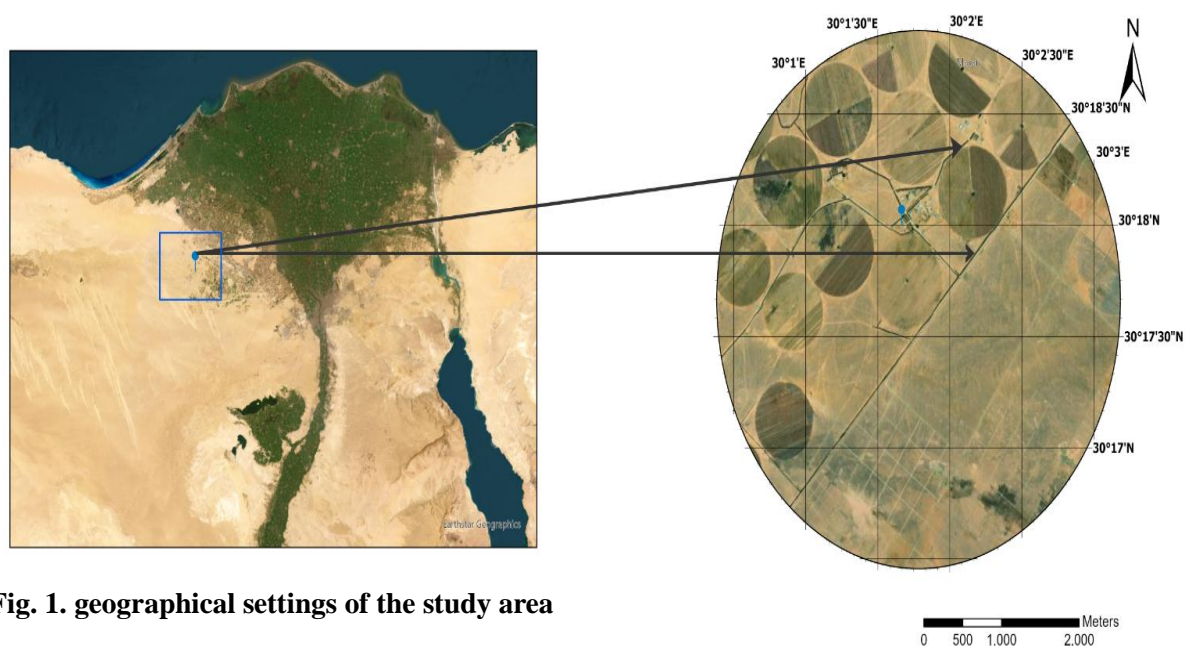 30°1'30"E
30°2'E
N
30°1'E
30°2'30"E
30°18'30"N
30°3'E
30°18'N
30°17'30"N
30°17'N
Earthstar Geographics
Fig. 1. geographical settings of the study area
Meters
0 500 1.000 2.000